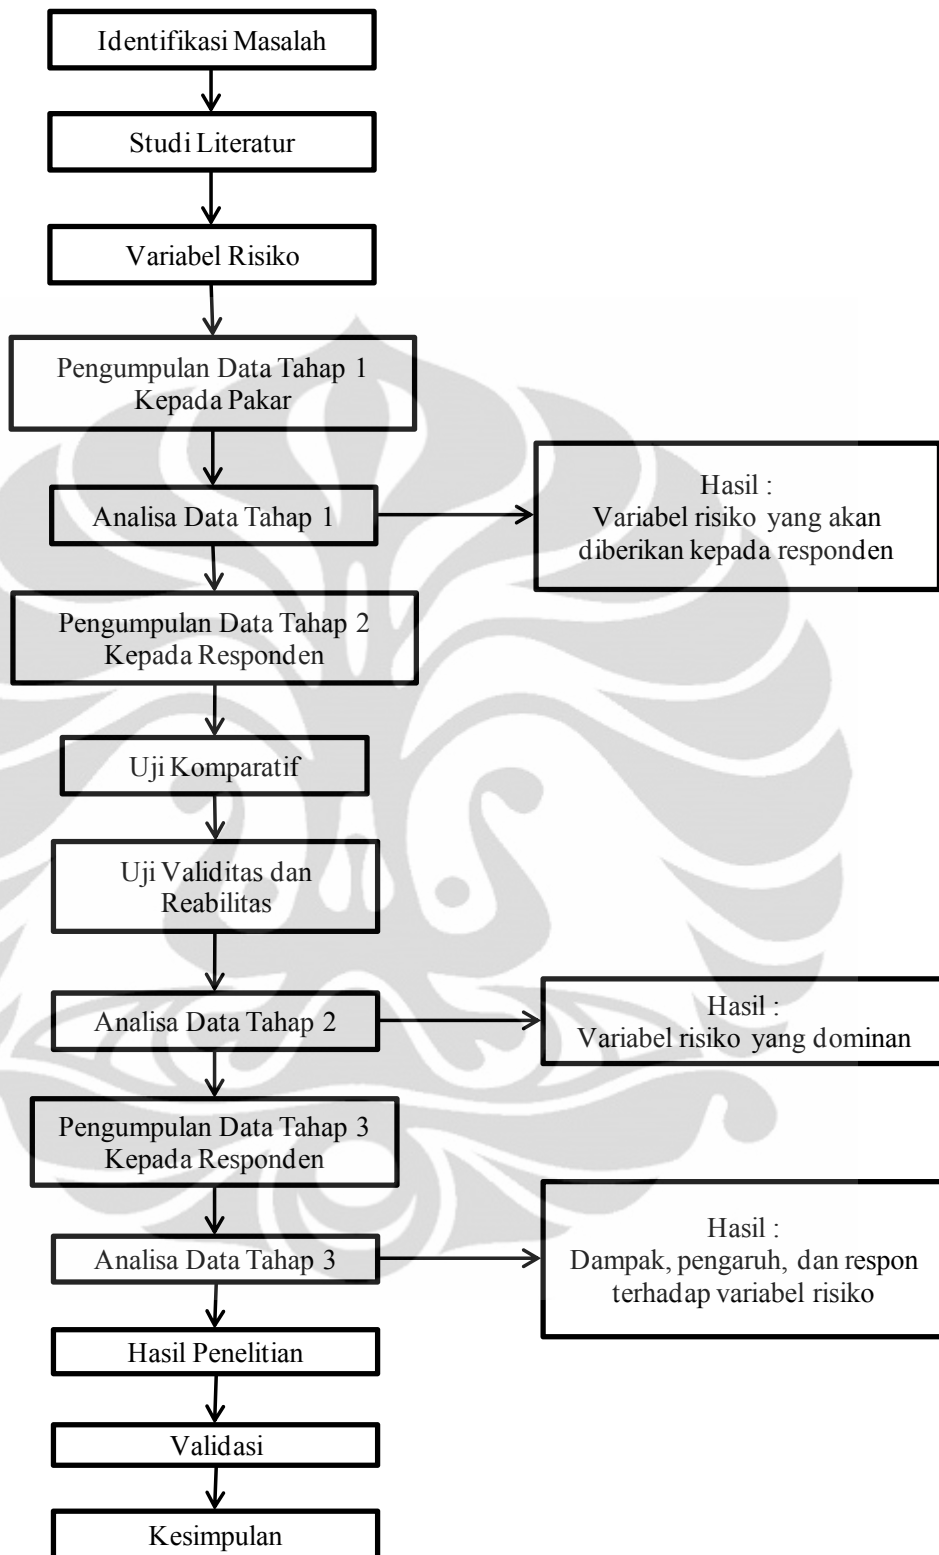 Identifikasi Masalah
Studi Literatur
Variabel Risiko
Pengumpulan Data Tahap 1
Kepada Pakar
Analisa Data Tahap 1
Hasil :
Variabel risiko yang akan
diberikan kepada responden
Pengumpulan Data Tahap 2
Kepada Responden
Uji Komparatif
Uji Validitas dan
Reabilitas
Analisa Data Tahap 2
Hasil :
Variabel risiko yang dominan
Pengumpulan Data Tahap 3
Kepada Responden
Analisa Data Tahap 3
Hasil :
Dampak, pengaruh, dan respon
terhadap variabel risiko
Hasil Penelitian
Validasi
Kesimpulan